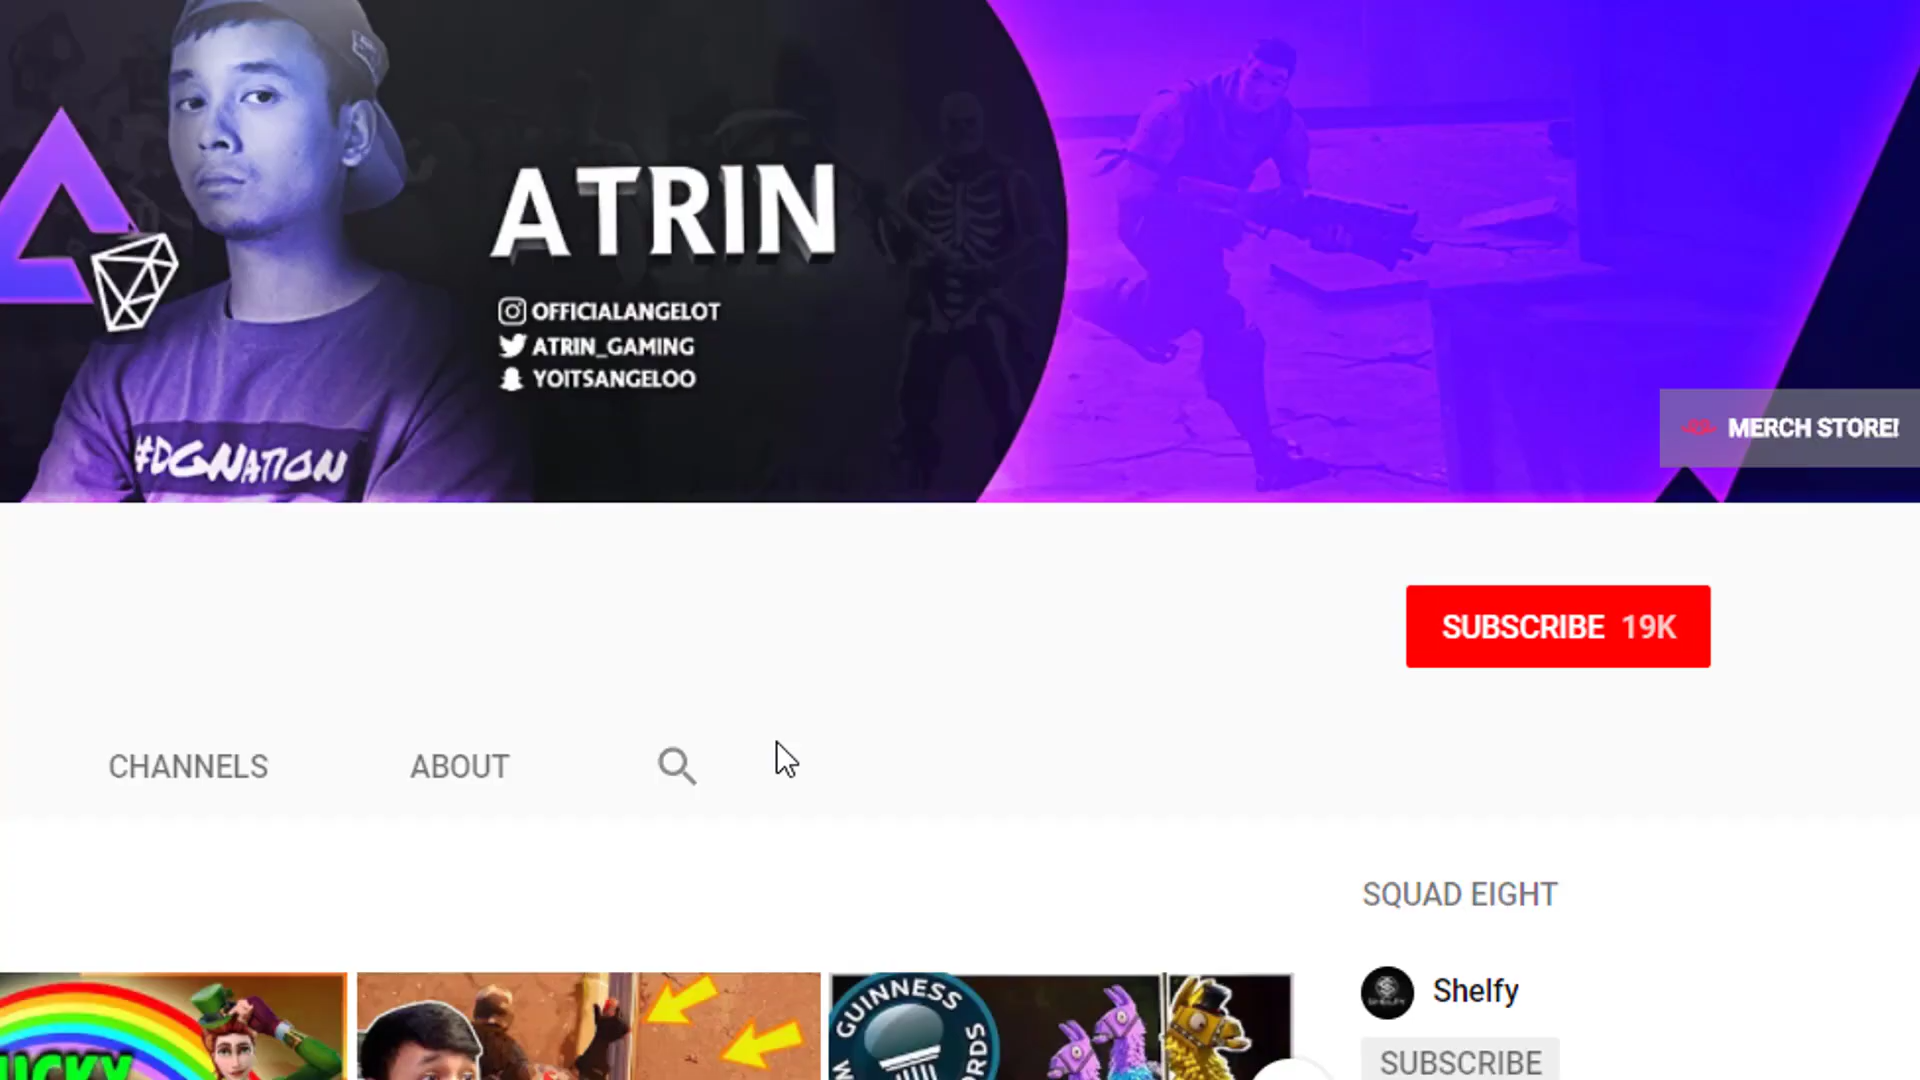 ATRIN
OFFICIALANGELOT
ATRIN_GAMING
YOITSANGELOO
#DGNATION
MERCH STORE!
SUBSCRIBE 19K
CHANNELS
ABOUT
SQUAD EIGHT
Shelfy
SUBSCRIBE
GUINNESS